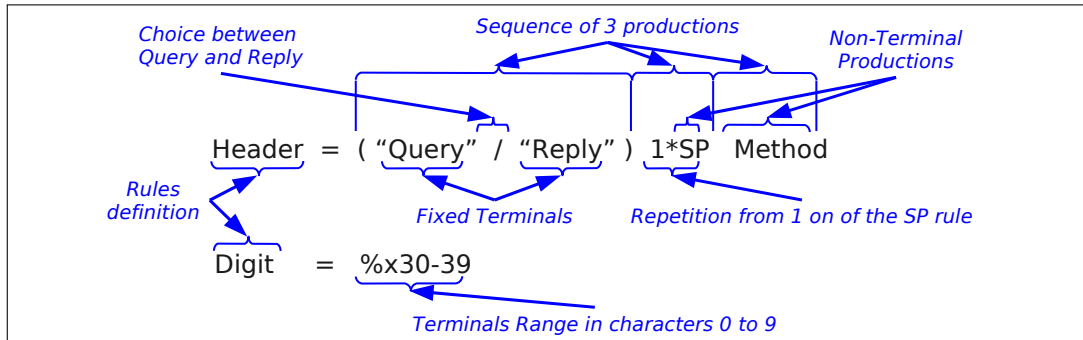 Sequence of 3 productions
Choice between
Query and Reply
Non-Terminal
Productions
Header = ( “Query” / “Reply” ) 1*SP Method
Rules
definition
Fixed Terminals
Repetition from 1 on of the SP rule
Digit = %x30-39
Terminals Range in characters 0 to 9